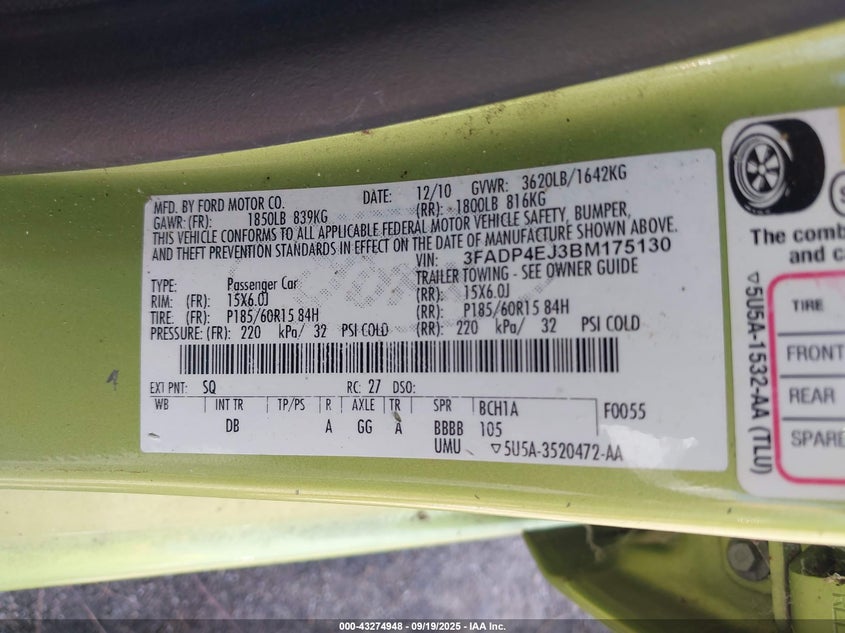 MFD. BY FORD MOTOR CO.
DATE: 12/10 GVWR: 3620LB/1642KG
GAWR: (FR): 1850LB 839KG (RR): 1800LB 816KG
THIS VEHICLE CONFORMS TO ALL APPLICABLE FEDERAL MOTOR VEHICLE SAFETY, BUMPER,
AND THEFT PREVENTION STANDARDS IN EFFECT ON THE DATE OF MANUFACTURE SHOWN ABOVE.
VIN: 3FADP4EJ3BM175130
TYPE: Passenger Car TRAILER TOWING - SEE OWNER GUIDE
RIM: (FR): 15X6.0J (RR): 15X6.0J
TIRE: (FR): P185/60R15 84H (RR): P185/60R15 84H
PRESSURE: (FR): 220 kPa/ 32 PSI COLD (RR): 220 kPa/ 32 PSI COLD
EXT PNT: SQ RC: 27 DSO:
WB INT TR TP/PS R AXLE TR SPR BCH1A F0055
DB A GG A BBBB 105
UMU ▽5U5A-3520472-AA
The comb
and ca
▽5U5A-1532-AA (TLU)
TIRE
FRONT
REAR
SPARE
000-43274948 - 09/19/2025 - IAA Inc.